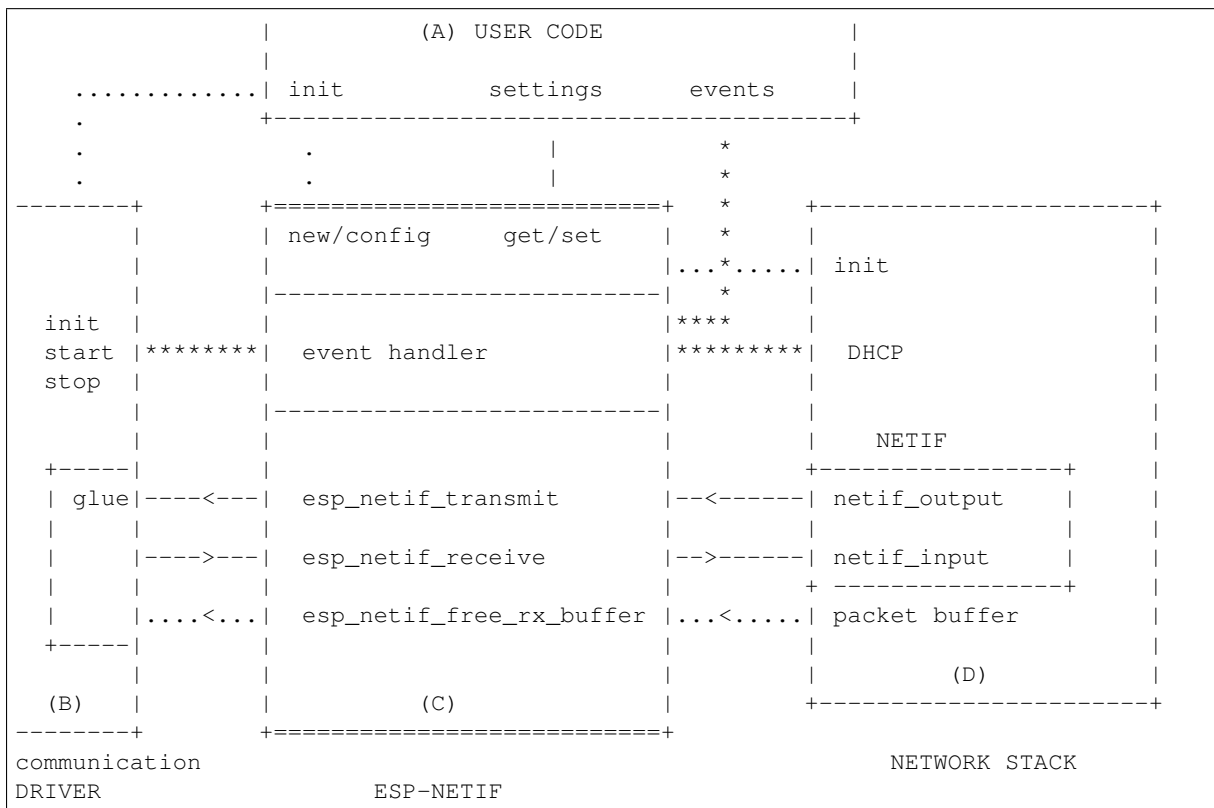 |          (A) USER CODE                 |
|                                        |
.............| init          settings      events     |
.            +----------------------------------------+
.               .                |           *
.               .                |           *
--------+        +===========================+   *     +-----------------------+
|        | new/config     get/set    |   *     |                       |
|        |                           |...*.....| init                  |
|        |---------------------------|   *     |                       |
init  |        |                           |****     |                       |
start |********|  event handler            |*********|  DHCP                 |
stop  |        |                           |         |                       |
|        |---------------------------|         |                       |
|        |                           |         |    NETIF              |
+-----|        |                           |         +-----------------+     |
| glue|----<---|  esp_netif_transmit       |--<------| netif_output    |     |
|     |        |                           |         |                 |     |
|     |---->---|  esp_netif_receive        |-->------| netif_input     |     |
|     |        |                           |         + ----------------+     |
|     |....<...|  esp_netif_free_rx_buffer |...<.....| packet buffer         |
+-----|        |                           |         |                       |
|        |                           |         |         (D)           |
(B)  |        |          (C)              |         +-----------------------+
--------+        +===========================+
communication                                                NETWORK STACK
DRIVER                   ESP-NETIF